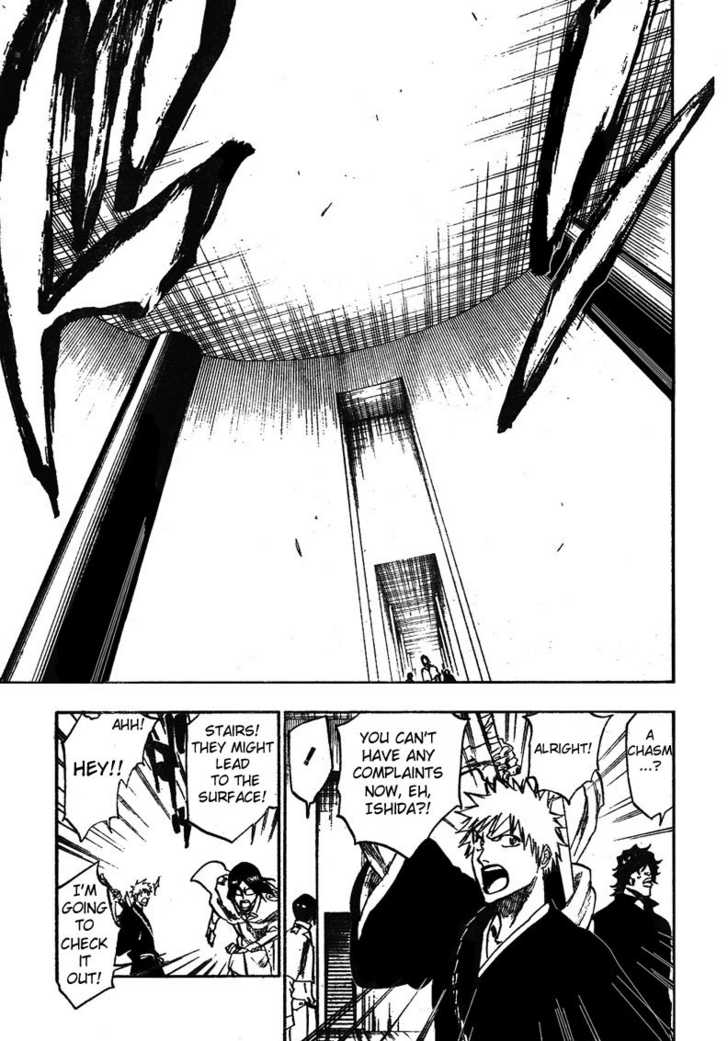 A
CHASM
...?
ALRIGHT!
YOU CAN'T
HAVE ANY
COMPLAINTS
NOW, EH,
ISHIDA?!
!
STAIRS!
THEY MIGHT
LEAD
TO THE
SURFACE!
AHH!
HEY!!
I'M
GOING
TO
CHECK
IT
OUT!